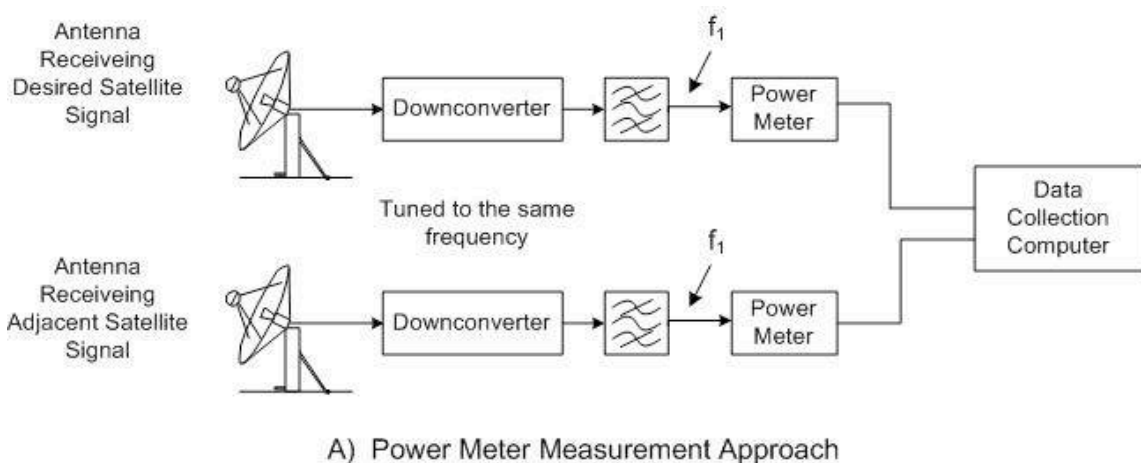 Antenna
Receiveing
Desired Satellite
Signal
Downconverter
f1
Power
Meter
Data
Collection
Computer
Tuned to the same
frequency
Antenna
Receiveing
Adjacent Satellite
Signal
Downconverter
f1
Power
Meter
A) Power Meter Measurement Approach